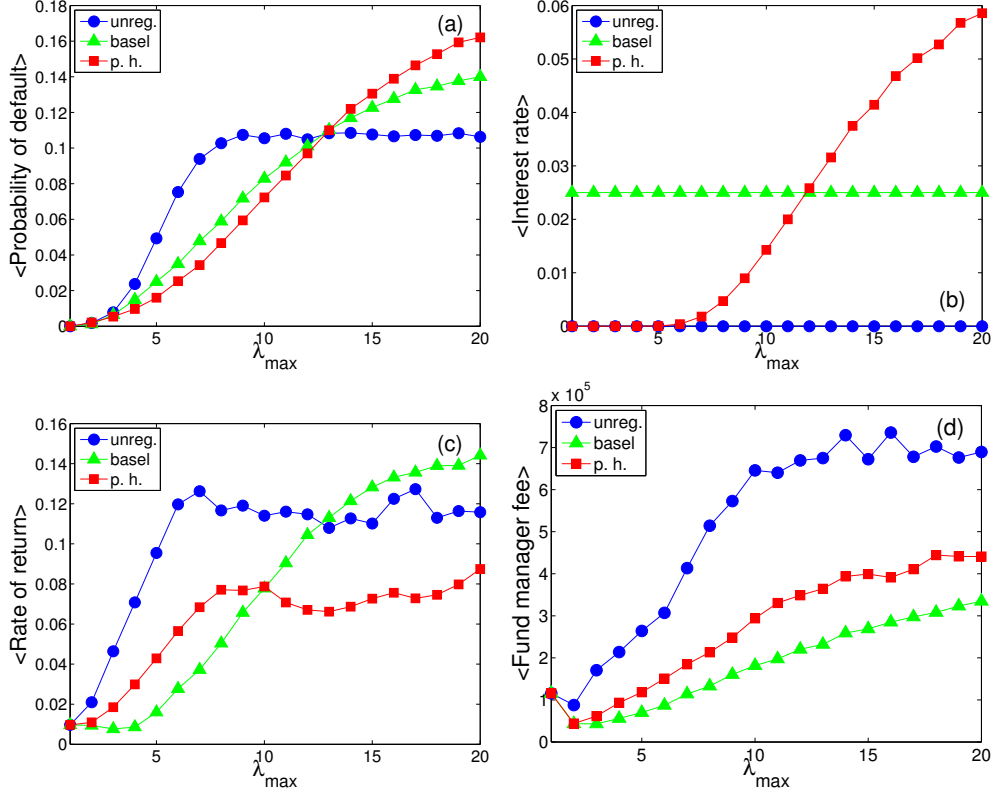 (a)
unreg.
basel
p. h.
<Probability of default>
0.16
0.14
0.12
0.1
0.08
0.06
0.04
0.02
0
0.18
5
10
15
20
λmax
(b)
unreg.
basel
p. h.
<Interest rate>
0.06
0.05
0.04
0.03
0.02
0.01
0
5
10
15
20
λmax
(c)
unreg.
basel
p. h.
<Rate of return>
0.16
0.14
0.12
0.1
0.08
0.06
0.04
0.02
0
5
10
15
20
λmax
(d)
x 10^5
unreg.
basel
p. h.
<Fund manager fee>
8
7
6
5
4
3
2
1
0
5
10
15
20
λmax